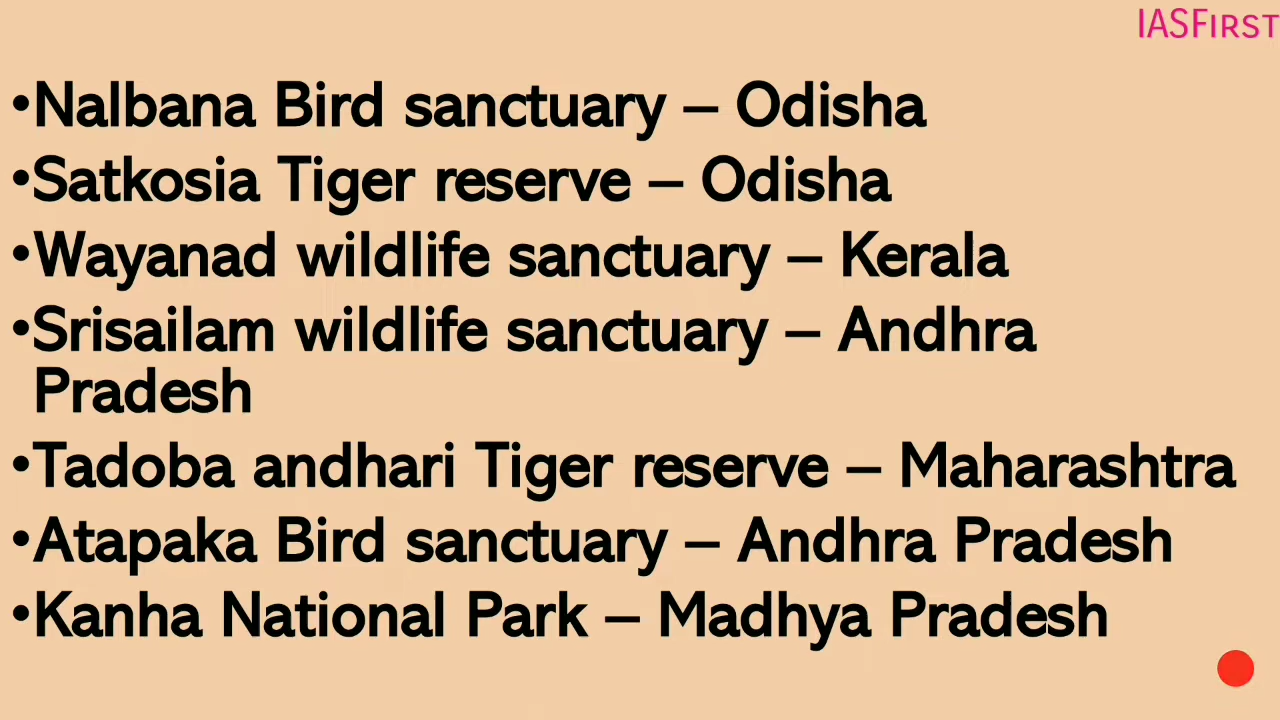 IASFirst
•Nalbana Bird sanctuary – Odisha
•Satkosia Tiger reserve – Odisha
•Wayanad wildlife sanctuary – Kerala
•Srisailam wildlife sanctuary – Andhra
Pradesh
•Tadoba andhari Tiger reserve – Maharashtra
•Atapaka Bird sanctuary – Andhra Pradesh
•Kanha National Park – Madhya Pradesh